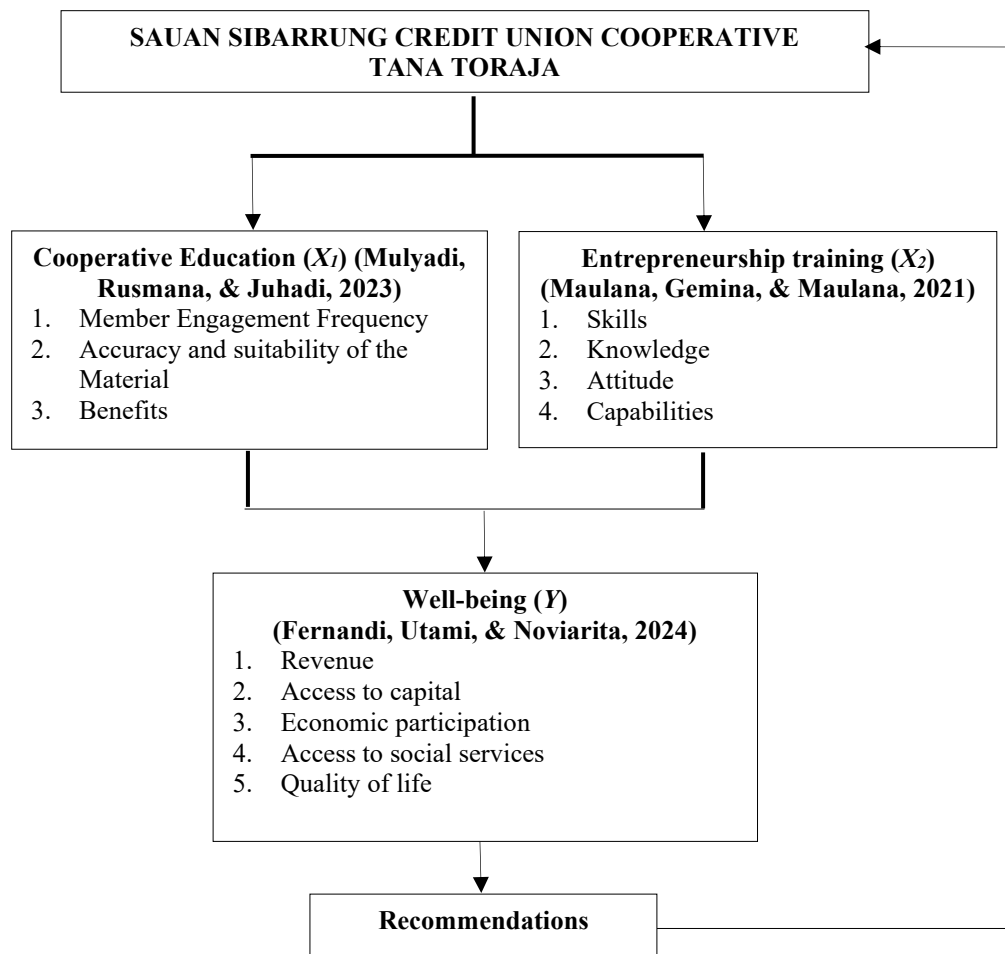 SAUAN SIBARRUNG CREDIT UNION COOPERATIVE
TANA TORAJA
Cooperative Education (X1) (Mulyadi,
Rusmana, & Juhadi, 2023)
1. Member Engagement Frequency
2. Accuracy and suitability of the
Material
3. Benefits
Entrepreneurship training (X2)
(Maulana, Gemina, & Maulana, 2021)
1. Skills
2. Knowledge
3. Attitude
4. Capabilities
Well-being (Y)
(Fernandi, Utami, & Noviarita, 2024)
1. Revenue
2. Access to capital
3. Economic participation
4. Access to social services
5. Quality of life
Recommendations